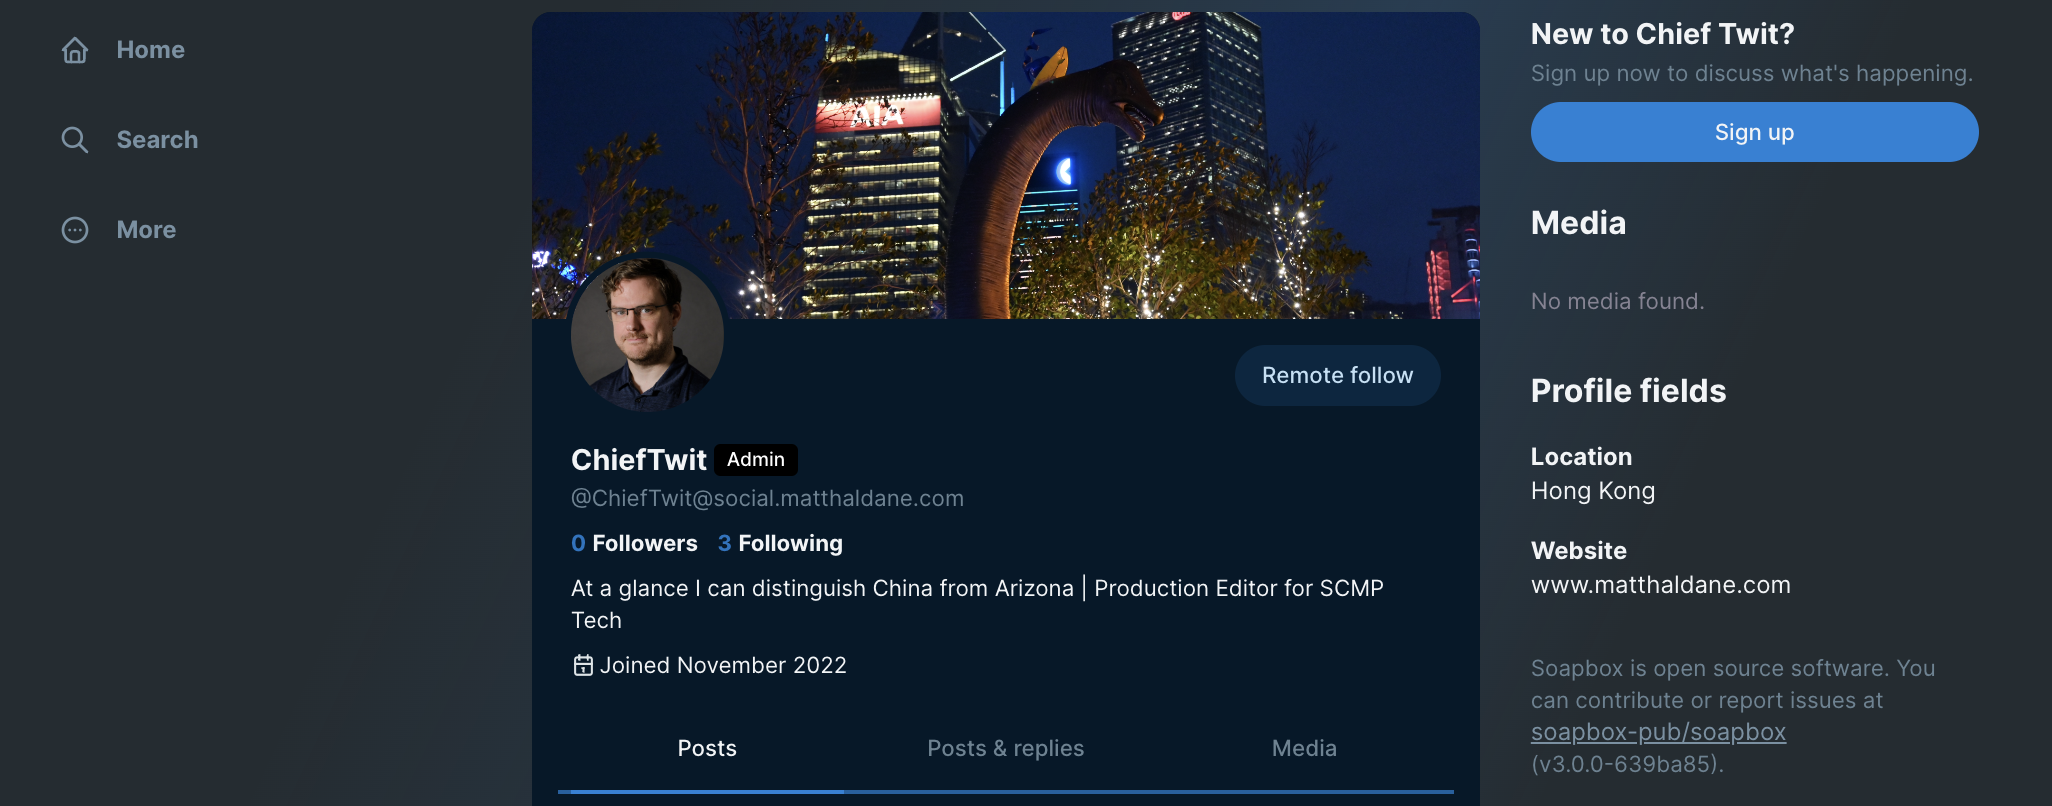 Home
Search
More
AIA
ChiefTwit Admin
@ChiefTwit@social.matthaldane.com
0 Followers 3 Following
At a glance I can distinguish China from Arizona | Production Editor for SCMP
Tech
Joined November 2022
Remote follow
Posts Posts & replies Media
New to Chief Twit?
Sign up now to discuss what's happening.
Sign up
Media
No media found.
Profile fields
Location
Hong Kong
Website
www.matthaldane.com
Soapbox is open source software. You
can contribute or report issues at
soapbox-pub/soapbox
(v3.0.0-639ba85).